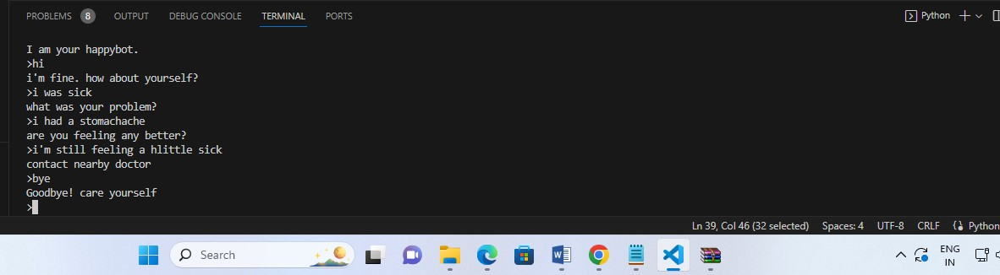 PROBLEMS 8 OUTPUT DEBUG CONSOLE TERMINAL PORTS Python
I am your happybot.
>hi
i'm fine. how about yourself?
>i was sick
what was your problem?
>i had a stomachache
are you feeling any better?
>i'm still feeling a hlittle sick
contact nearby doctor
>bye
Goodbye! care yourself
>
Ln 39, Col 46 (32 selected) Spaces: 4 UTF-8 CRLF Python
Search ENG
IN